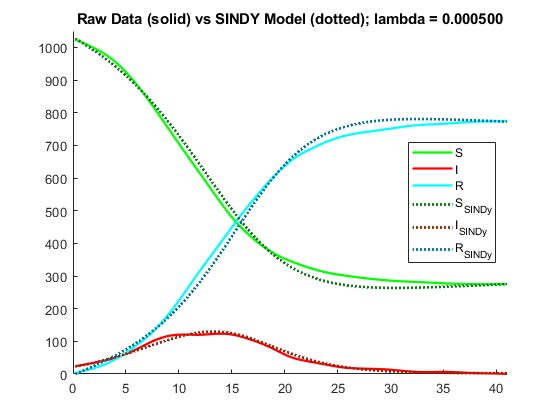 Raw Data (solid) vs SINDY Model (dotted); lambda = 0.000500
1000
900
800
700
600
500
400
300
200
100
0
S
I
R
S_SINDy
I_SINDy
R_SINDy
0 5 10 15 20 25 30 35 40